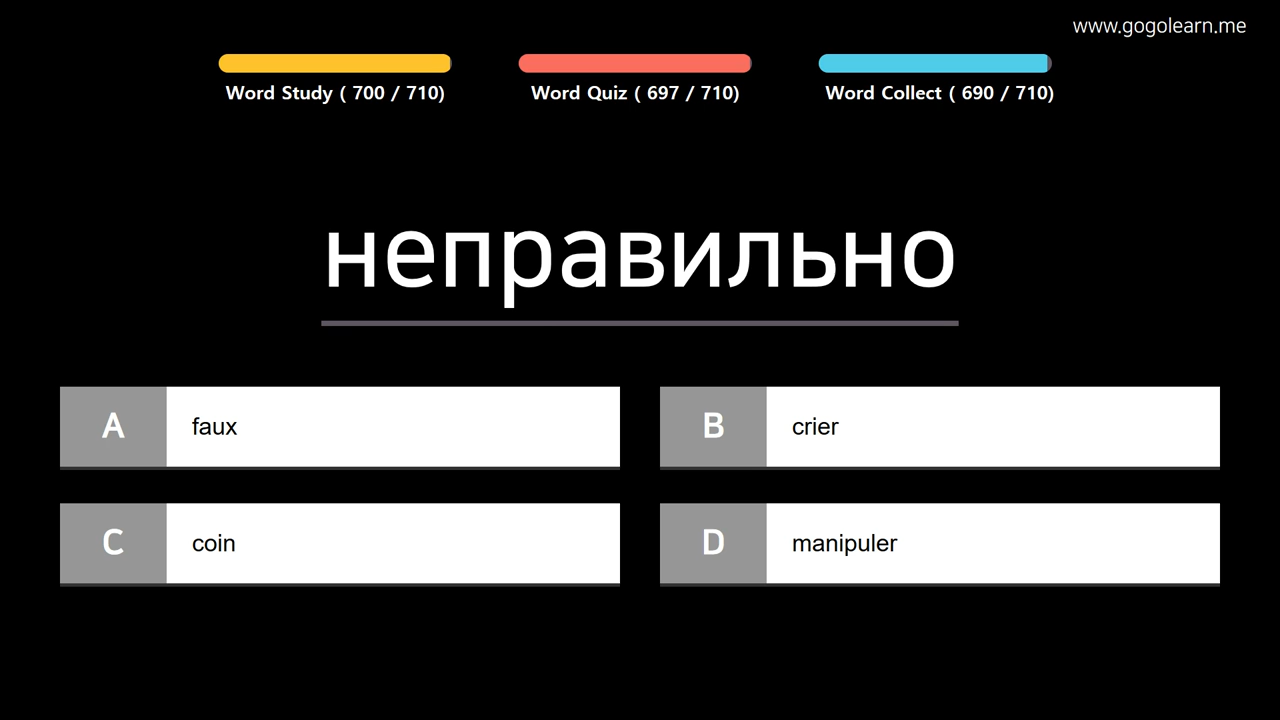 www.gogolearn.me
Word Study ( 700 / 710)
Word Quiz ( 697 / 710)
Word Collect ( 690 / 710)
неправильно
A faux
B crier
C coin
D manipuler